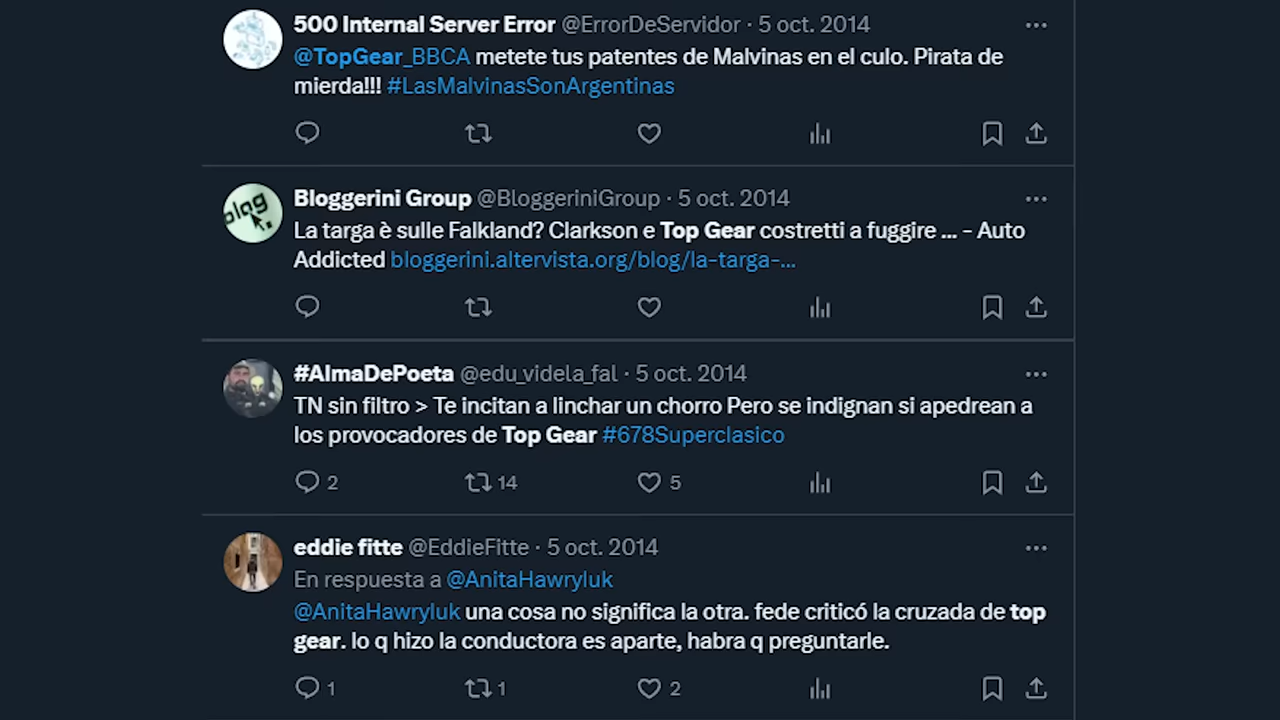 500 Internal Server Error @ErrorDeServidor · 5 oct. 2014
@TopGear_BBCA metete tus patentes de Malvinas en el culo. Pirata de
mierda!!! #LasMalvinasSonArgentinas
blog
Bloggerini Group @BloggeriniGroup · 5 oct. 2014
La targa è sulle Falkland? Clarkson e Top Gear costretti a fuggire ... - Auto
Addicted bloggerini.altervista.org/blog/la-targa-...
#AlmaDePoeta @edu_videla_fal · 5 oct. 2014
TN sin filtro > Te incitan a linchar un chorro Pero se indignan si apedrean a
los provocadores de Top Gear #678Superclasico
2 14 5
eddie fitte @EddieFitte · 5 oct. 2014
En respuesta a @AnitaHawryluk
@AnitaHawryluk una cosa no significa la otra. fede criticó la cruzada de top
gear. lo q hizo la conductora es aparte, habra q preguntarle.
1 1 2